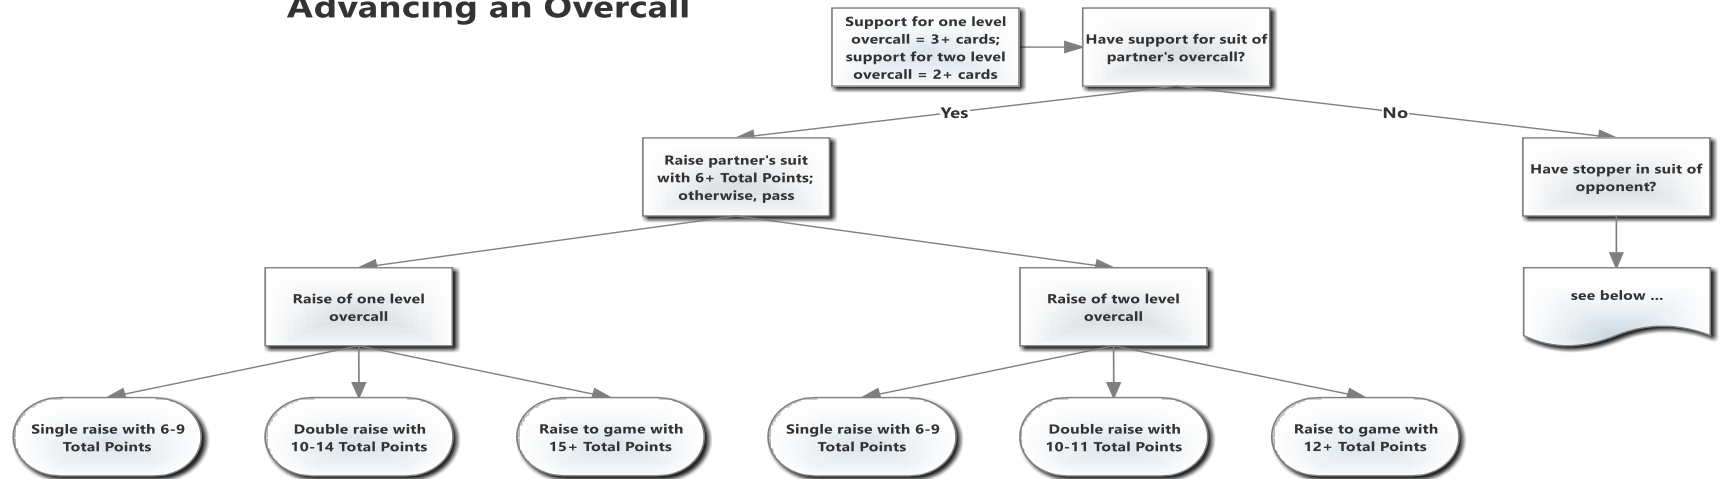 Advancing an Overcall
Support for one level
overcall = 3+ cards;
support for two level
overcall = 2+ cards
Have support for suit of
partner's overcall?
Yes
No
Raise partner's suit
with 6+ Total Points;
otherwise, pass
Have stopper in suit of
opponent?
Raise of one level
overcall
Raise of two level
overcall
see below ...
Single raise with 6-9
Total Points
Double raise with
10-14 Total Points
Raise to game with
15+ Total Points
Single raise with 6-9
Total Points
Double raise with
10-11 Total Points
Raise to game with
12+ Total Points